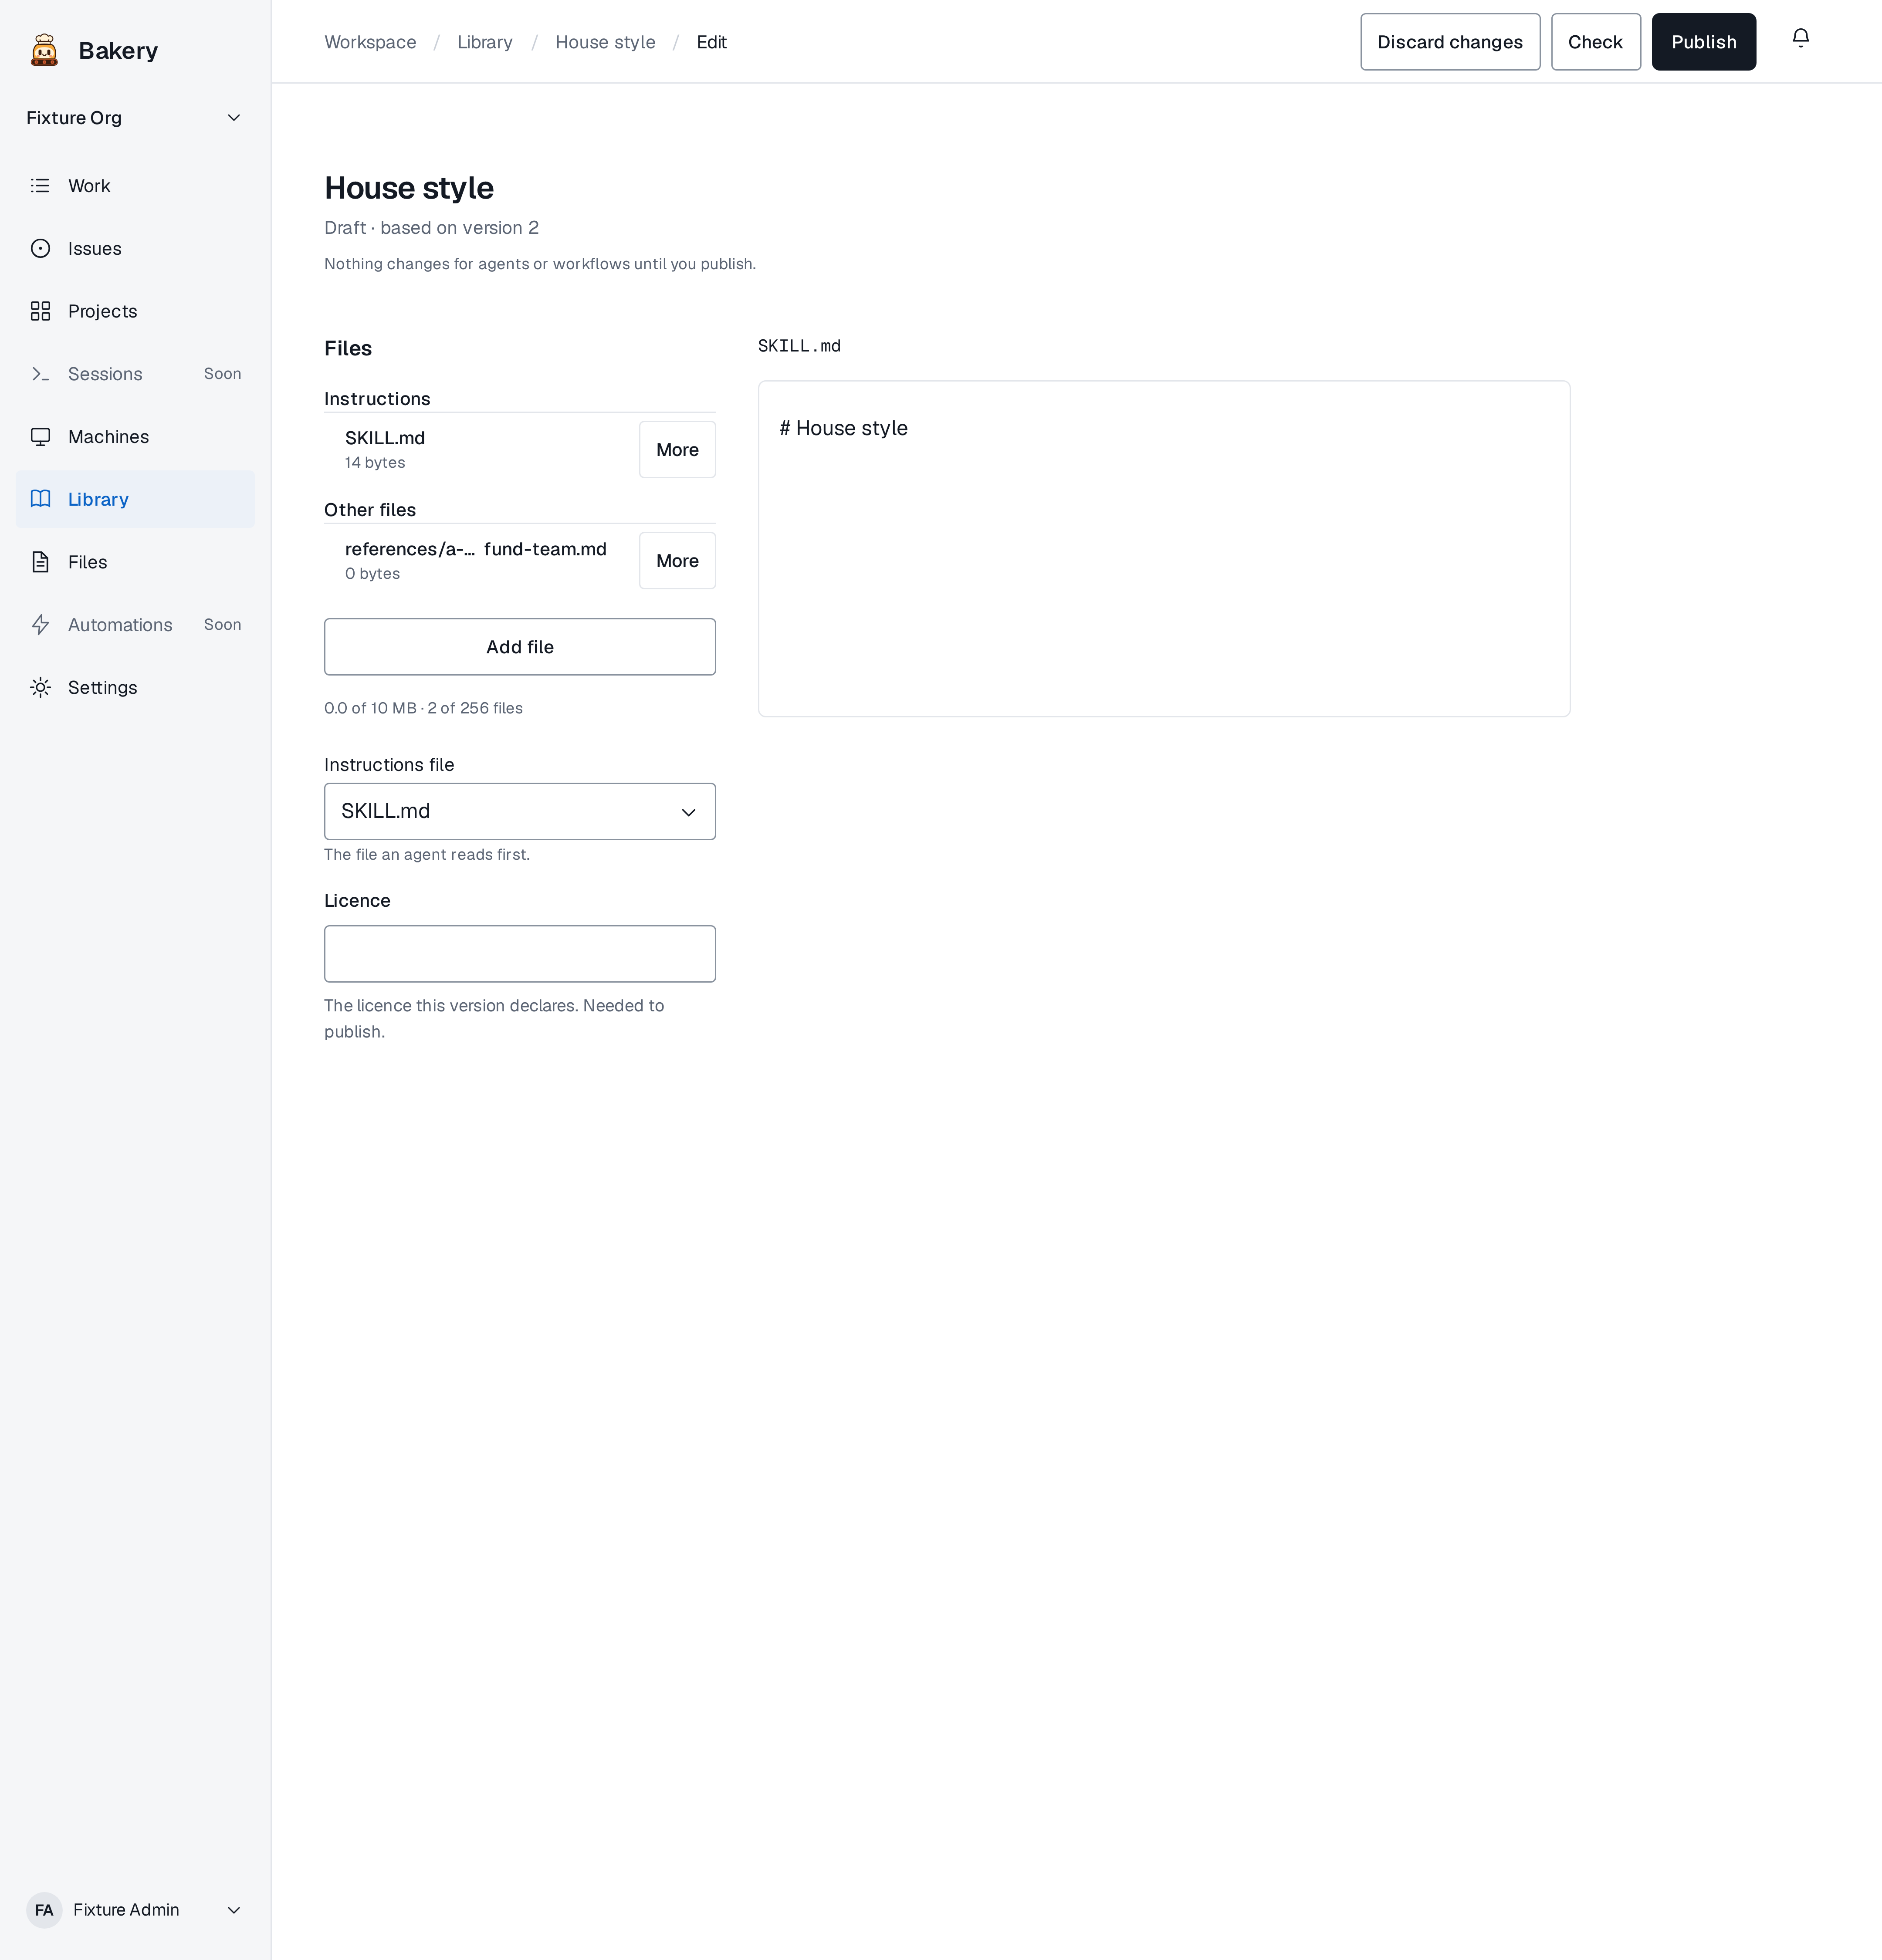 Bakery
Fixture Org
Work
Issues
Projects
Sessions Soon
Machines
Library
Files
Automations Soon
Settings
FA Fixture Admin
Workspace / Library / House style / Edit
Discard changes
Check
Publish
House style
Draft · based on version 2
Nothing changes for agents or workflows until you publish.
Files
Instructions
SKILL.md
14 bytes
More
Other files
references/a-… fund-team.md
0 bytes
More
Add file
0.0 of 10 MB · 2 of 256 files
Instructions file
SKILL.md
The file an agent reads first.
Licence
The licence this version declares. Needed to
publish.
SKILL.md
# House style